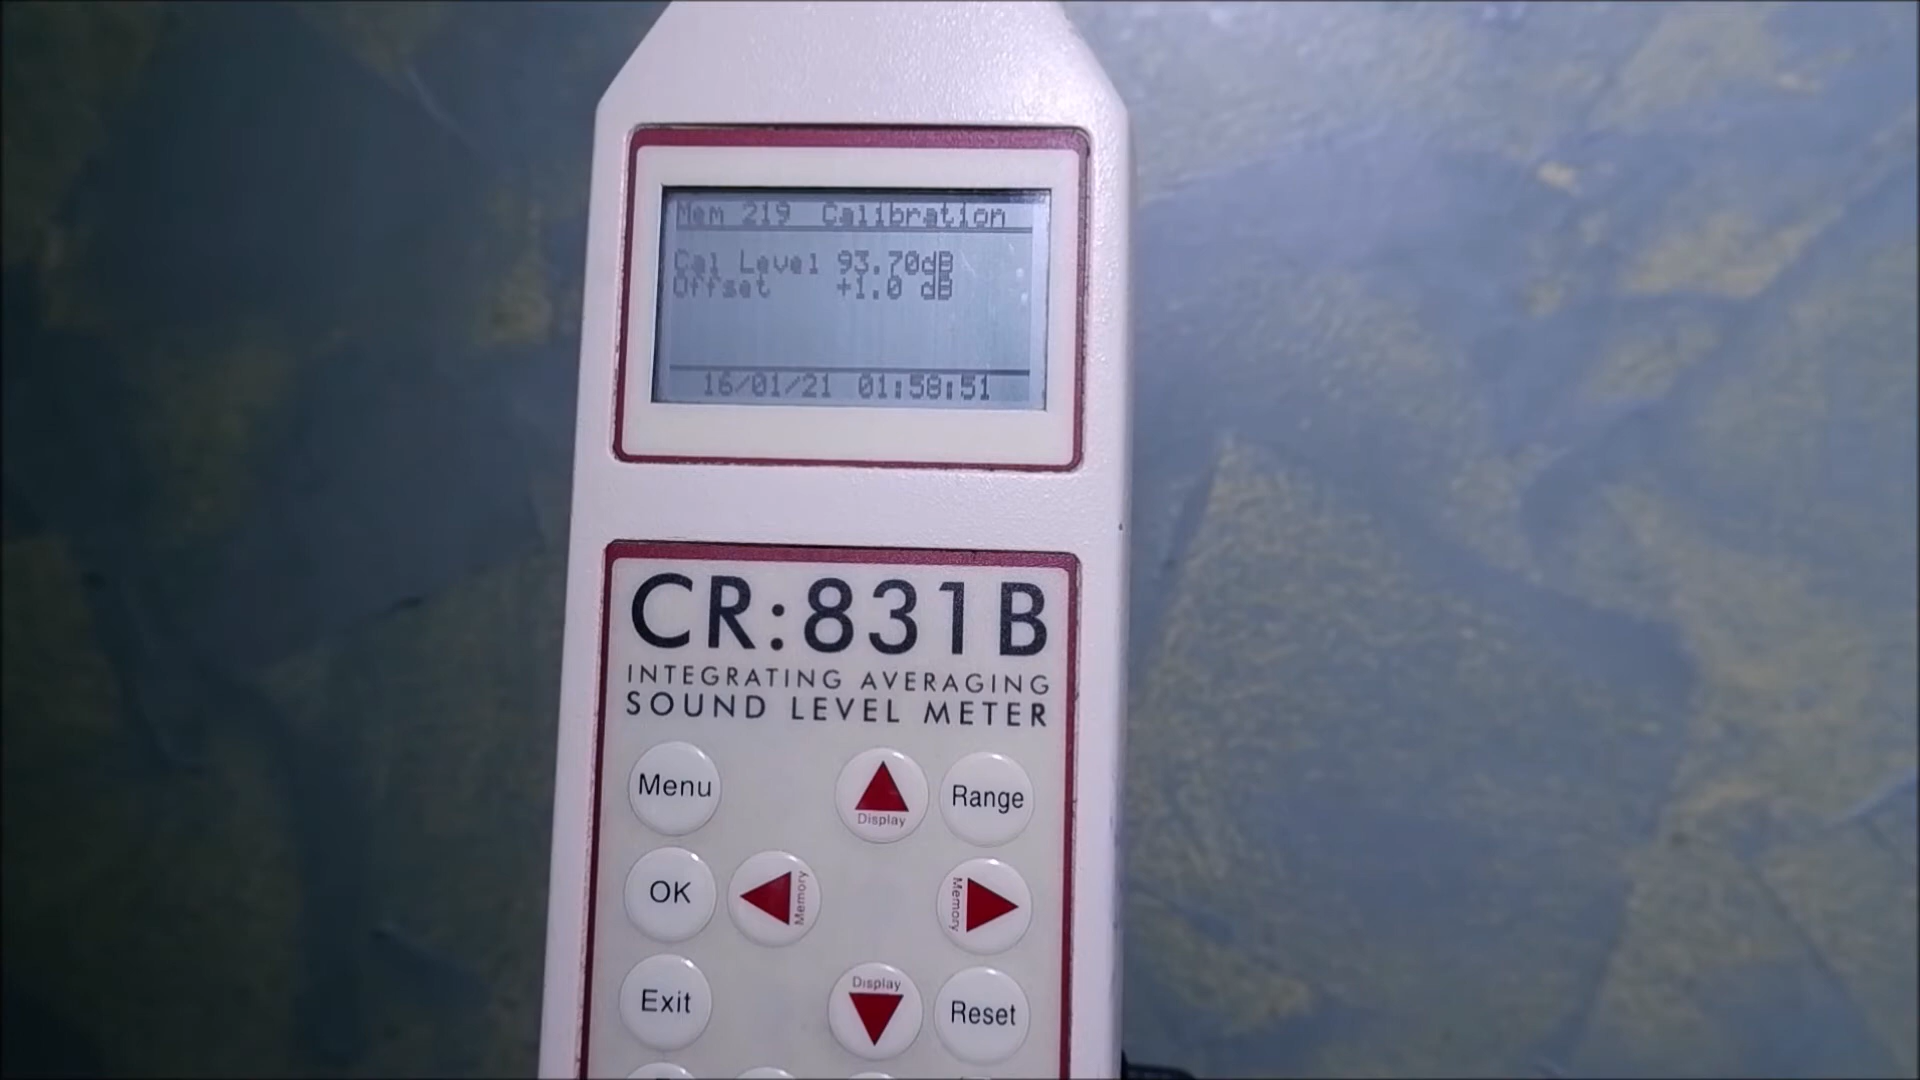 Mem 219 Calibration
Cal Level 93.70dB
Offset +1.0 dB
16/01/21 01:58:51
CR:831B
INTEGRATING AVERAGING
SOUND LEVEL METER
Menu
Display
Range
OK
Memory
Memory
Exit
Display
Reset